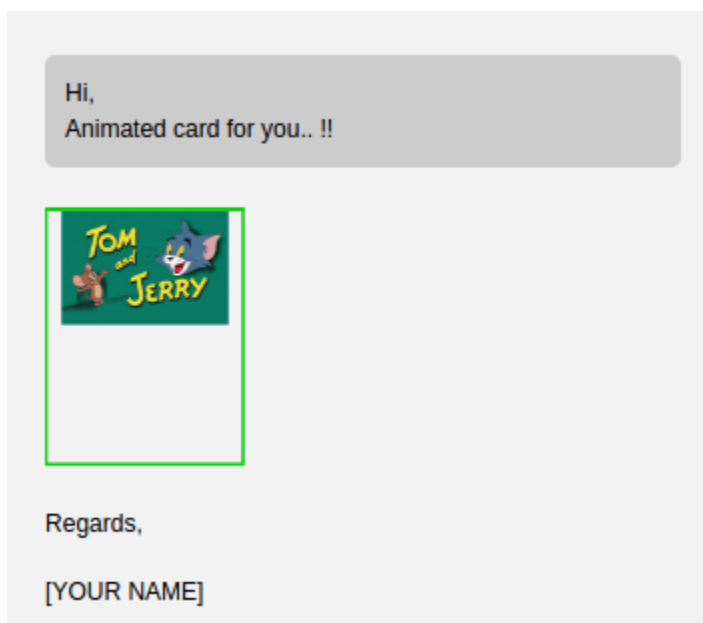 Hi,
Animated card for you.. !!
TOM
and
JERRY
Regards,
[YOUR NAME]